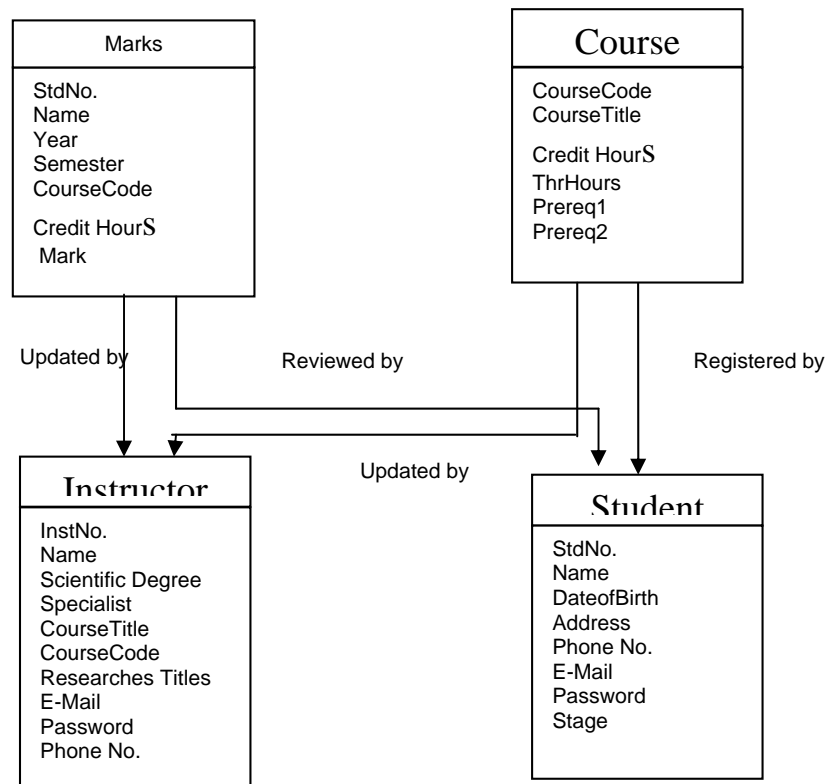 Marks
StdNo.
Name
Year
Semester
CourseCode
Credit HourS
Mark
Course
CourseCode
CourseTitle
Credit HourS
ThrHours
Prereq1
Prereq2
Updated by
Reviewed by
Registered by
Updated by
Instructor
InstNo.
Name
Scientific Degree
Specialist
CourseTitle
CourseCode
Researches Titles
E-Mail
Password
Phone No.
Student
StdNo.
Name
DateofBirth
Address
Phone No.
E-Mail
Password
Stage